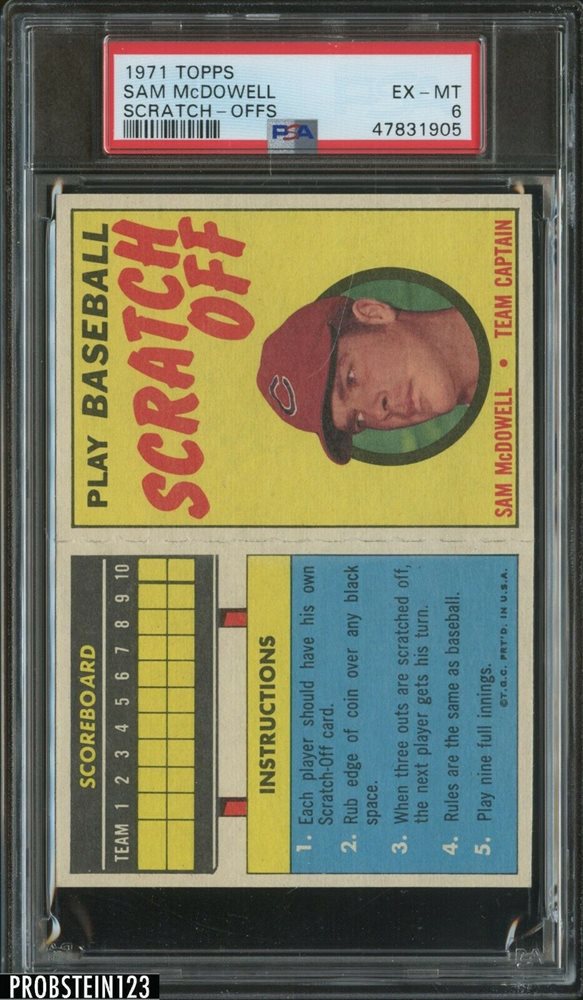 1971 TOPPS
SAM McDOWELL
SCRATCH-OFFS
EX-MT
6
47831905
PSA
PLAY BASEBALL
SCRATCH
OFF
C
SAM McDOWELL • TEAM CAPTAIN
SCOREBOARD
TEAM 1 2 3 4 5 6 7 8 9 10
INSTRUCTIONS
1. Each player should have his own
Scratch-Off card.
2. Rub edge of coin over any black
space.
3. When three outs are scratched off,
the next player gets his turn.
4. Rules are the same as baseball.
5. Play nine full innings.
©T.G.C. PRT'D. IN U.S.A.
PROBSTEIN123